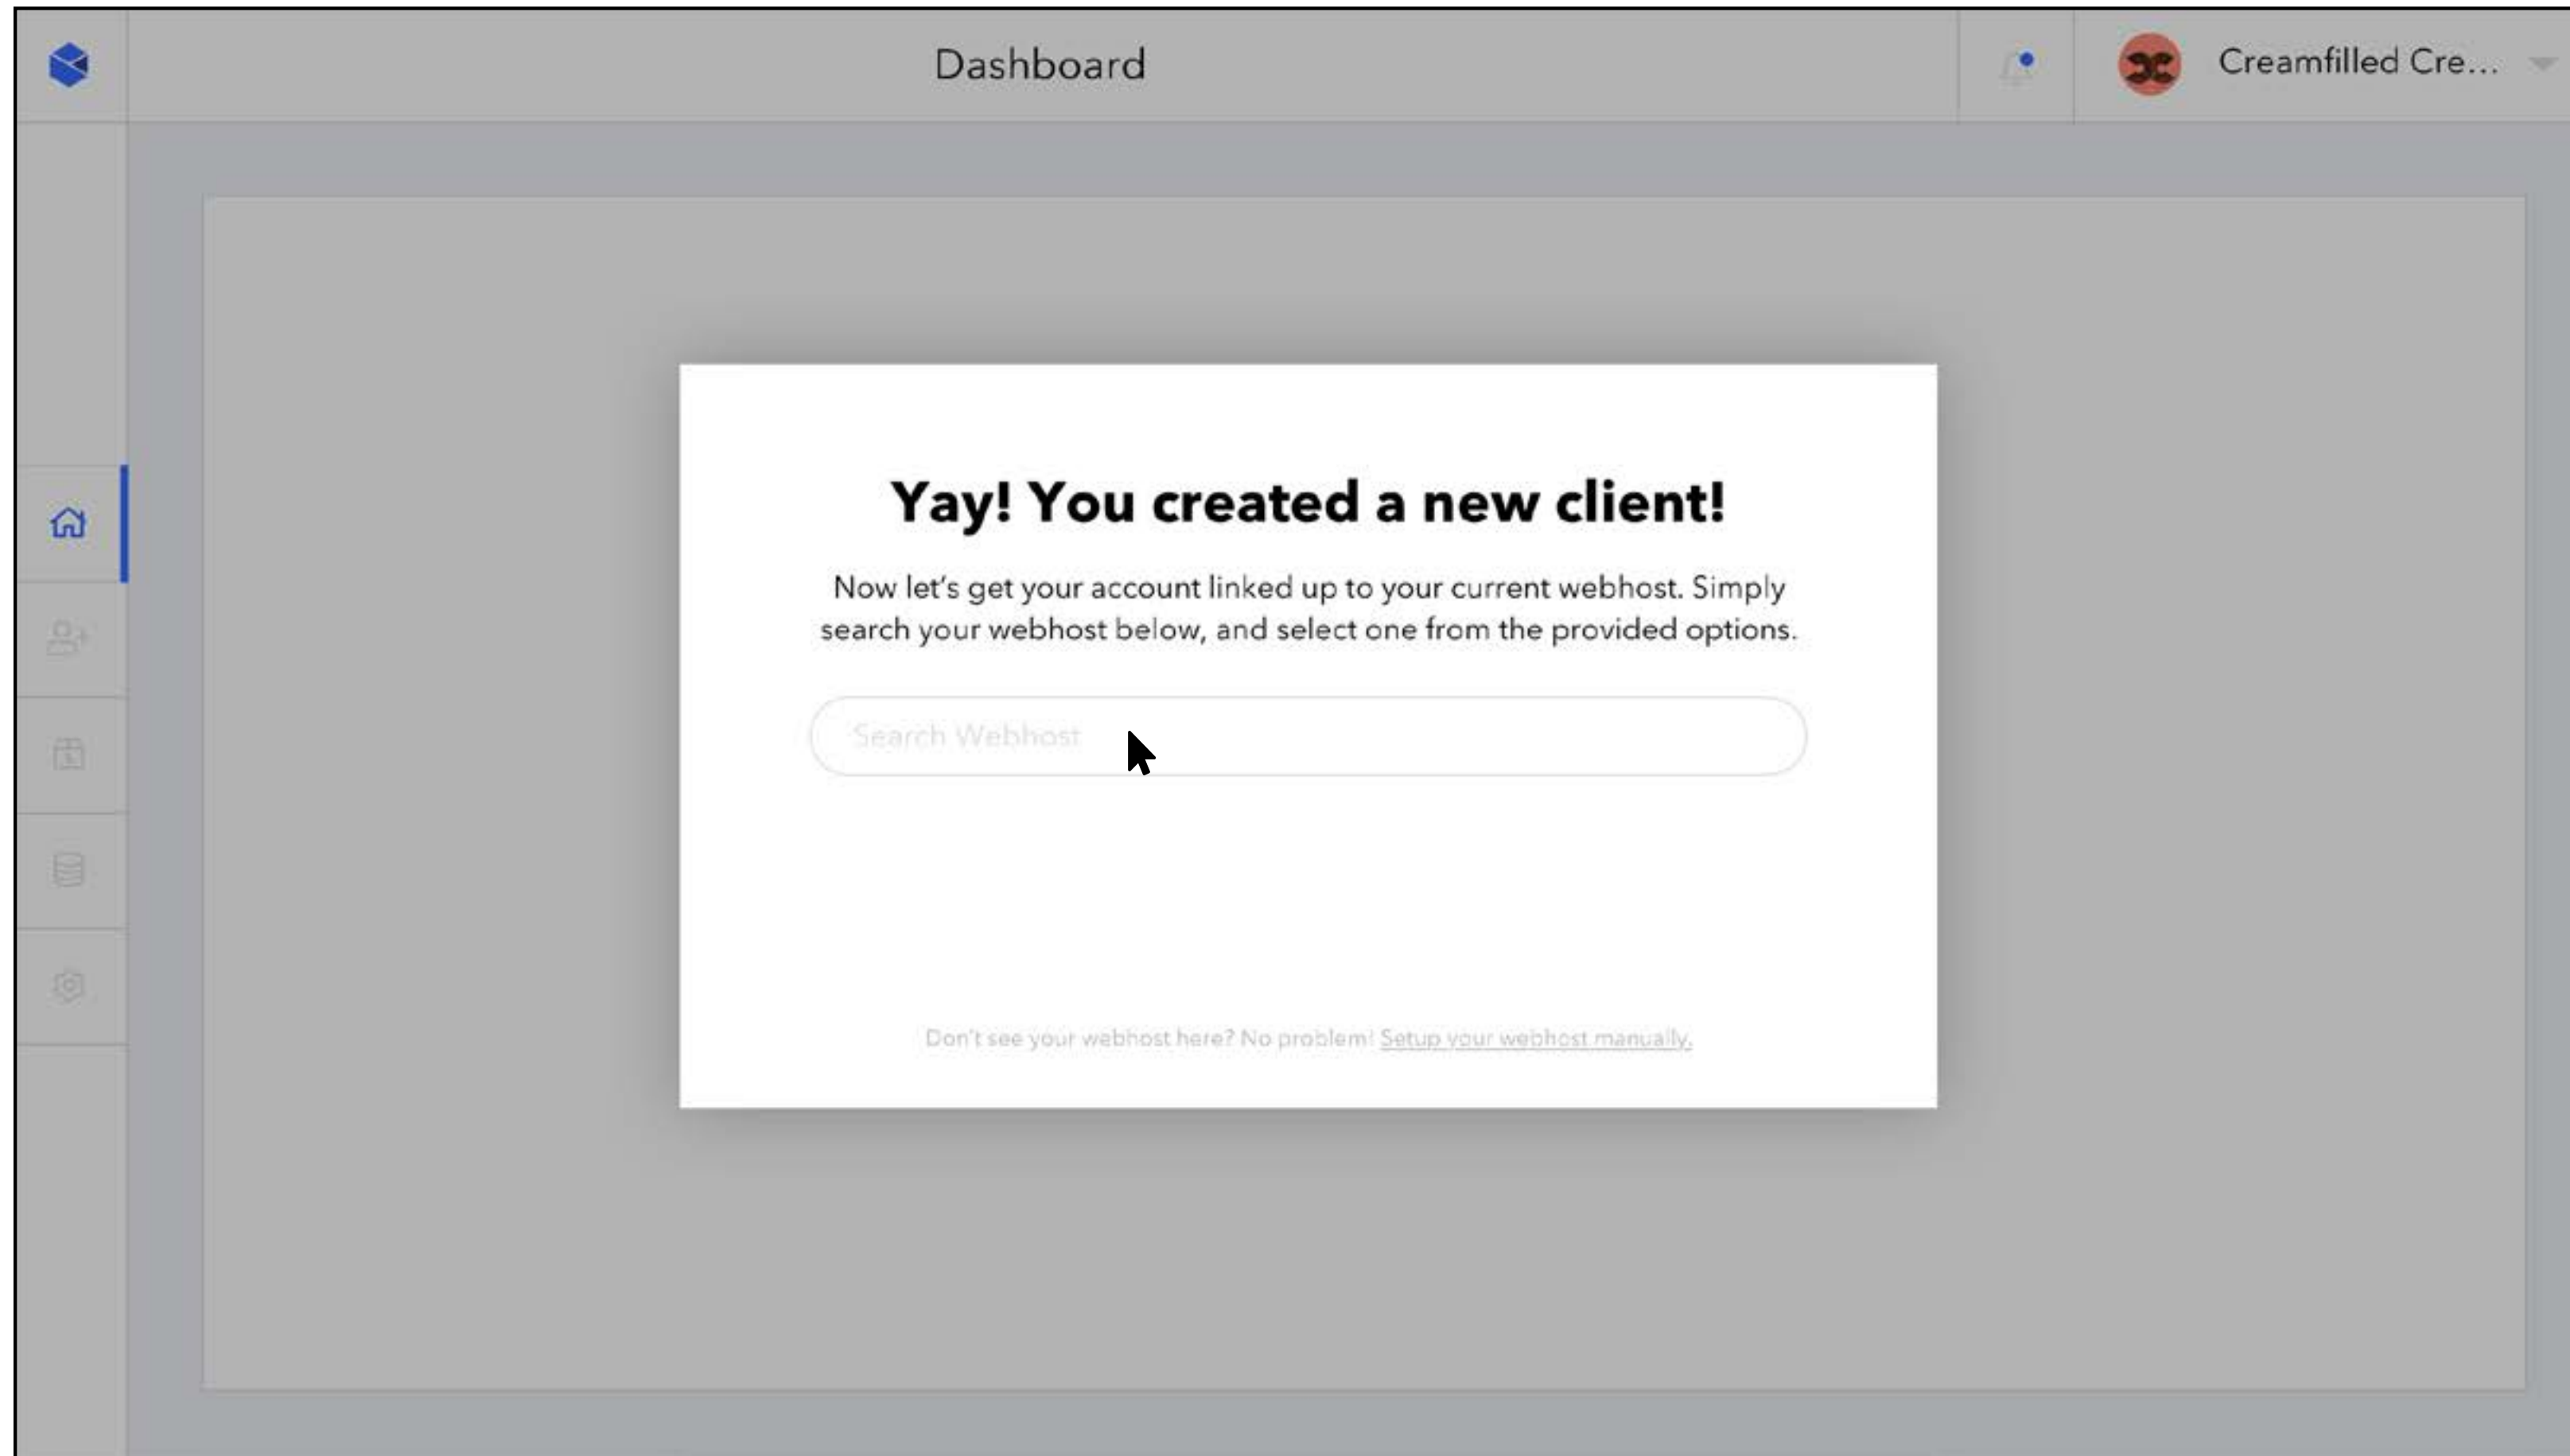 Dashboard
Creamfilled Cre...
Yay! You created a new client!
Now let's get your account linked up to your current webhost. Simply
search your webhost below, and select one from the provided options.
Search Webhost
Don't see your webhost here? No problem! Setup your webhost manually.